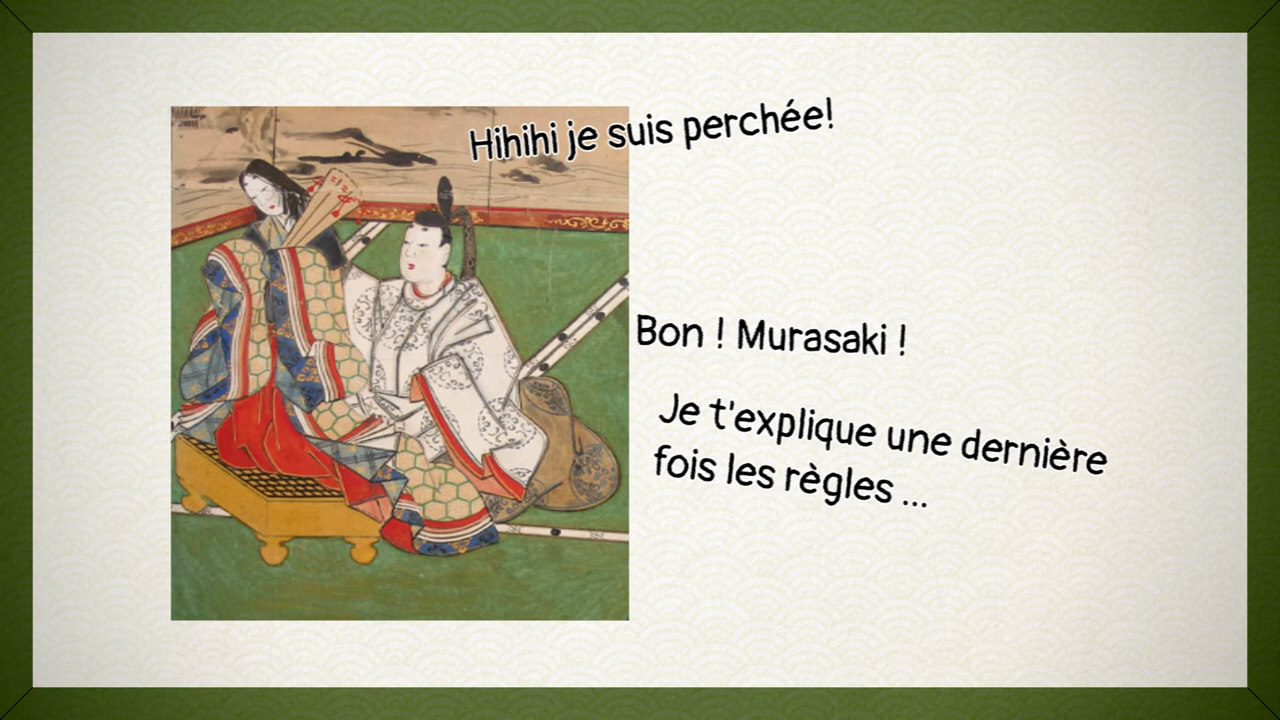 Hihihi je suis perchée!
Bon ! Murasaki !
Je t'explique une dernière
fois les règles ...